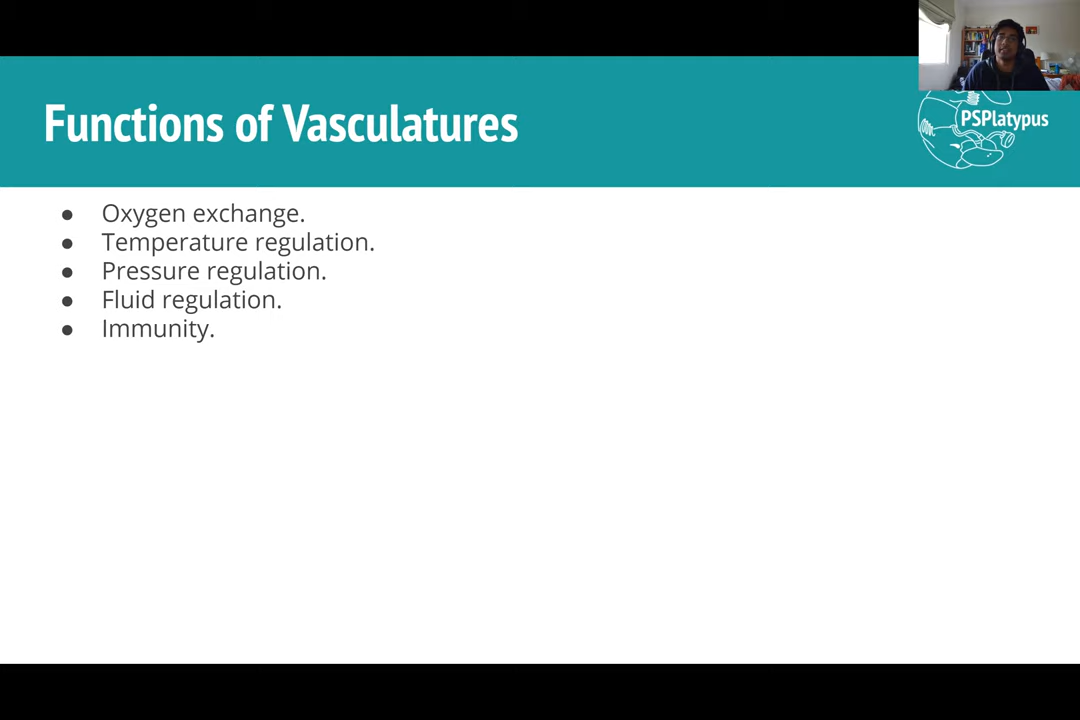 Functions of Vasculatures
PSPlatypus
● Oxygen exchange.
● Temperature regulation.
● Pressure regulation.
● Fluid regulation.
● Immunity.